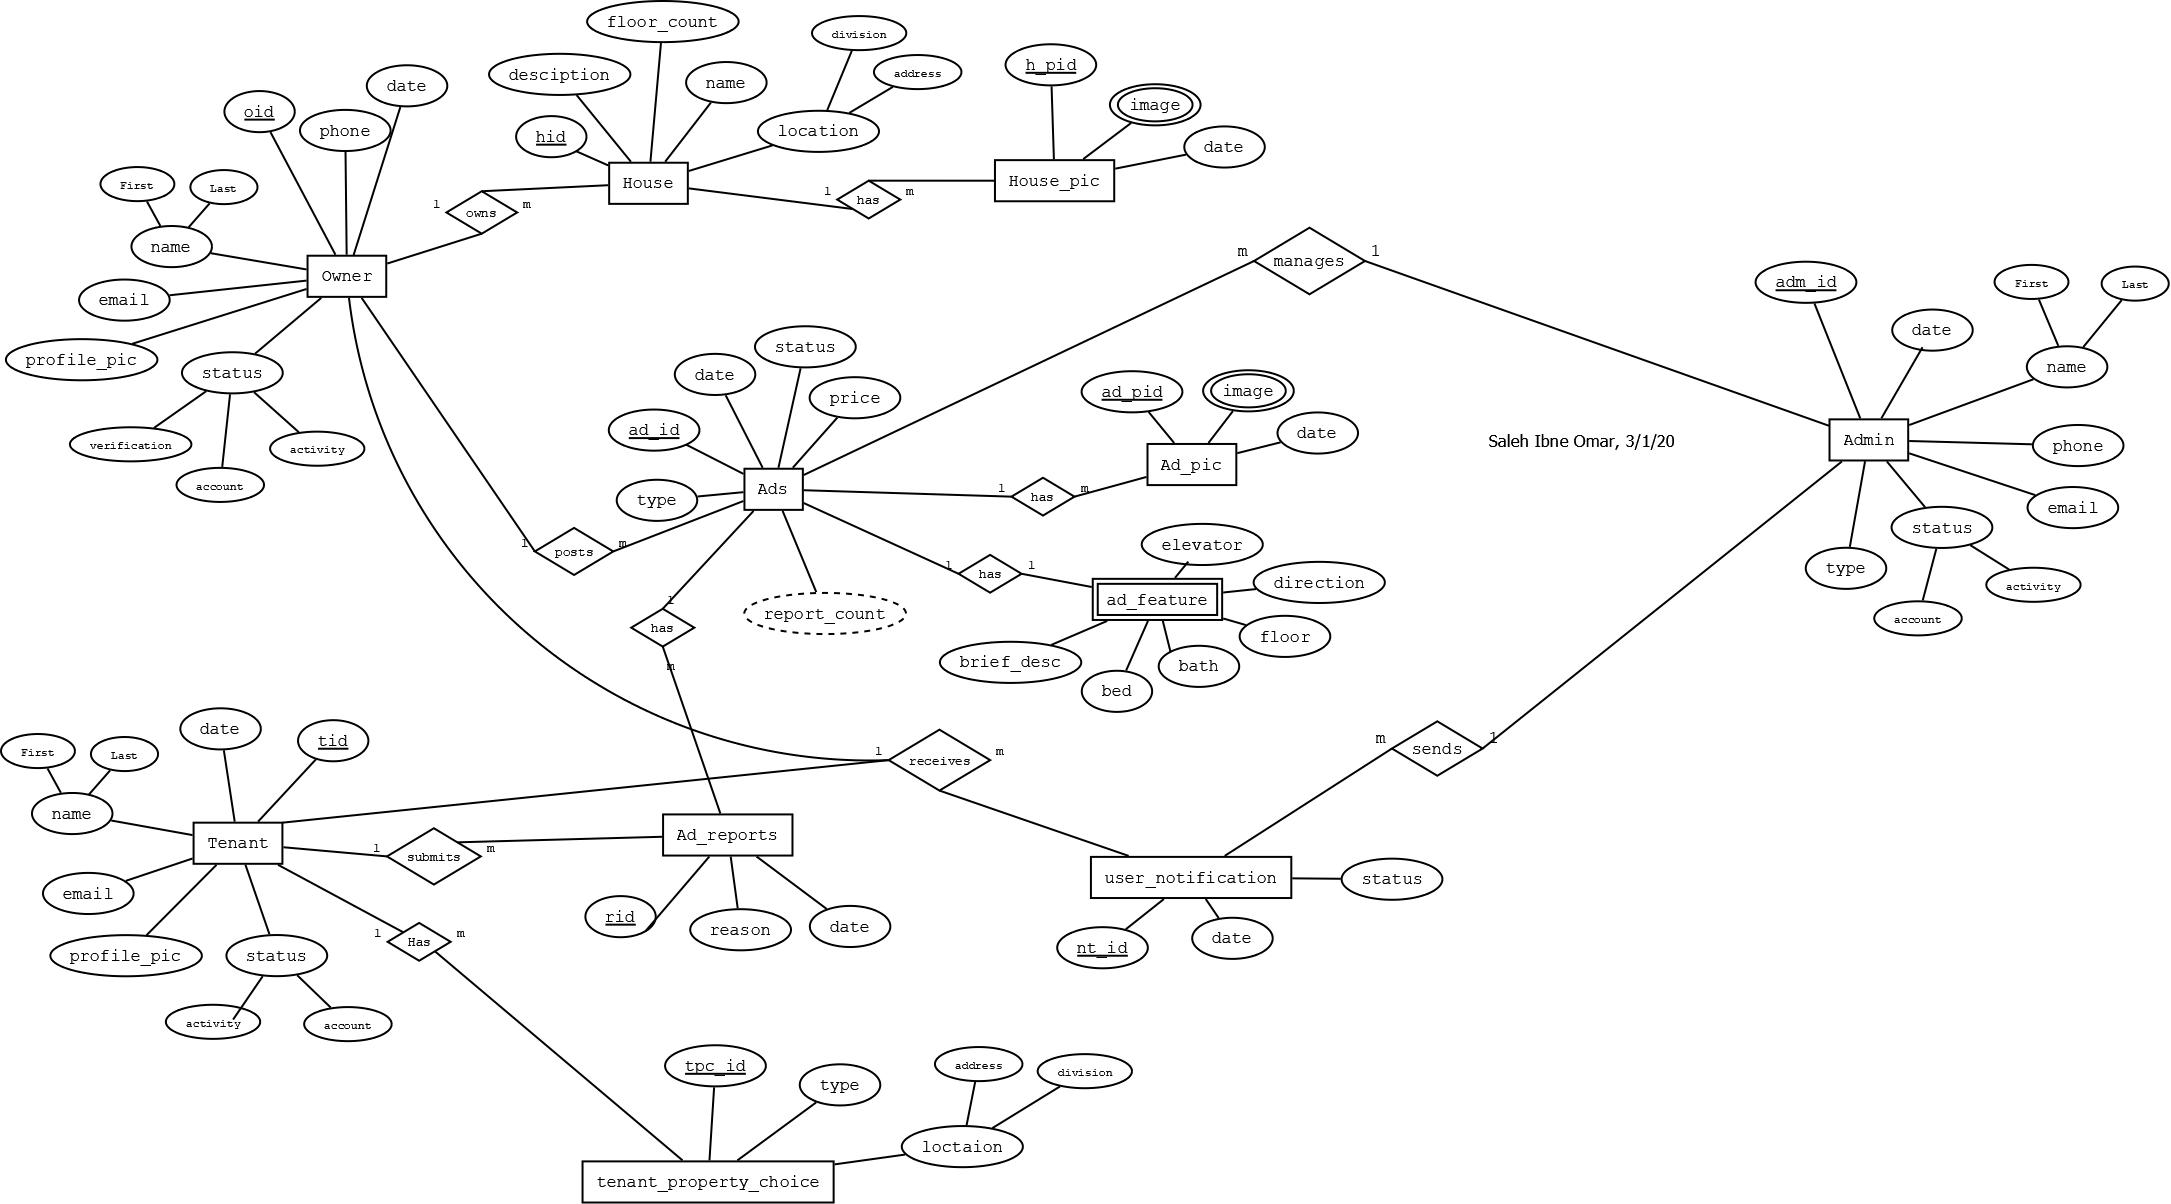 floor_count
division
desciption
name
address
h_pid
date
image
oid
phone
hid
location
date
First
Last
House
House_pic
1
owns
m
1
has
m
name
Owner
email
profile_pic
status
verification
activity
account
m
manages
1
adm_id
First
Last
date
name
Admin
phone
email
status
type
activity
account
Saleh Ibne Omar, 3/1/20
status
date
price
ad_id
Ads
type
ad_pid
image
date
Ad_pic
1
has
m
1
posts
m
1
has
1
elevator
direction
ad_feature
floor
brief_desc
bath
bed
report_count
1
has
m
date
tid
First
Last
name
Tenant
email
profile_pic
status
activity
account
1
receives
m
m
sends
1
1
submits
m
Ad_reports
rid
reason
date
user_notification
status
nt_id
date
1
Has
m
tpc_id
type
address
division
loctaion
tenant_property_choice